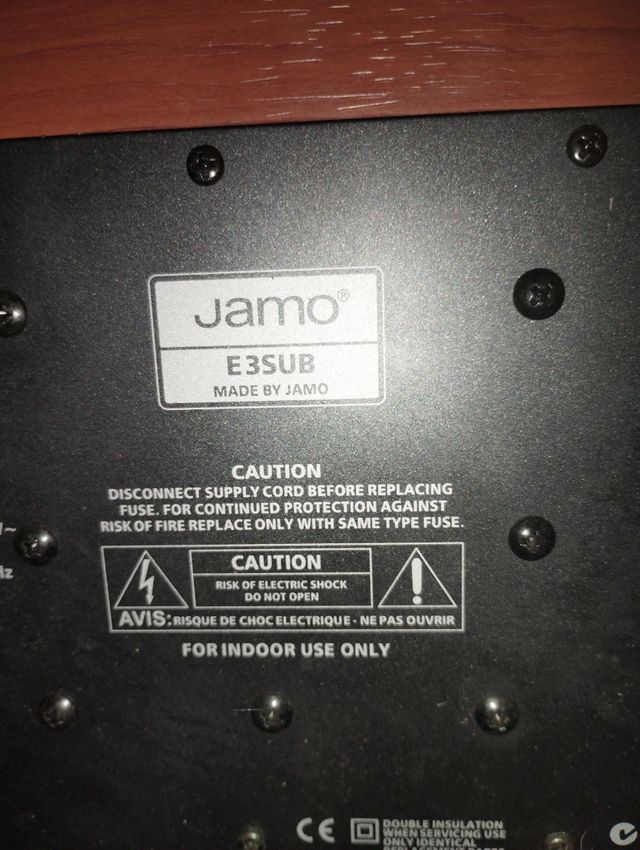 Jamo®
E3SUB
MADE BY JAMO
CAUTION
DISCONNECT SUPPLY CORD BEFORE REPLACING
FUSE. FOR CONTINUED PROTECTION AGAINST
RISK OF FIRE REPLACE ONLY WITH SAME TYPE FUSE.
CAUTION
RISK OF ELECTRIC SHOCK
DO NOT OPEN
AVIS: RISQUE DE CHOC ELECTRIQUE - NE PAS OUVRIR
FOR INDOOR USE ONLY
CE
DOUBLE INSULATION
WHEN SERVICING USE
ONLY IDENTICAL